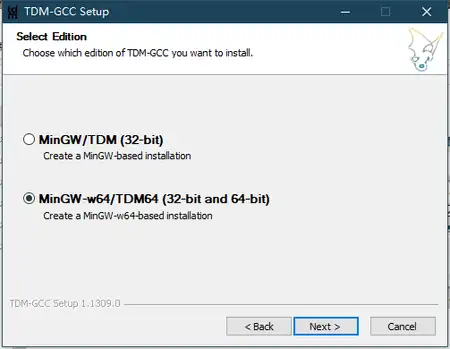 TDM-GCC Setup
Select Edition
Choose which edition of TDM-GCC you want to install.
MinGW/TDM (32-bit)
Create a MinGW-based installation
MinGW-w64/TDM64 (32-bit and 64-bit)
Create a MinGW-w64-based installation
TDM-GCC Setup 1.1309.0
< Back Next > Cancel